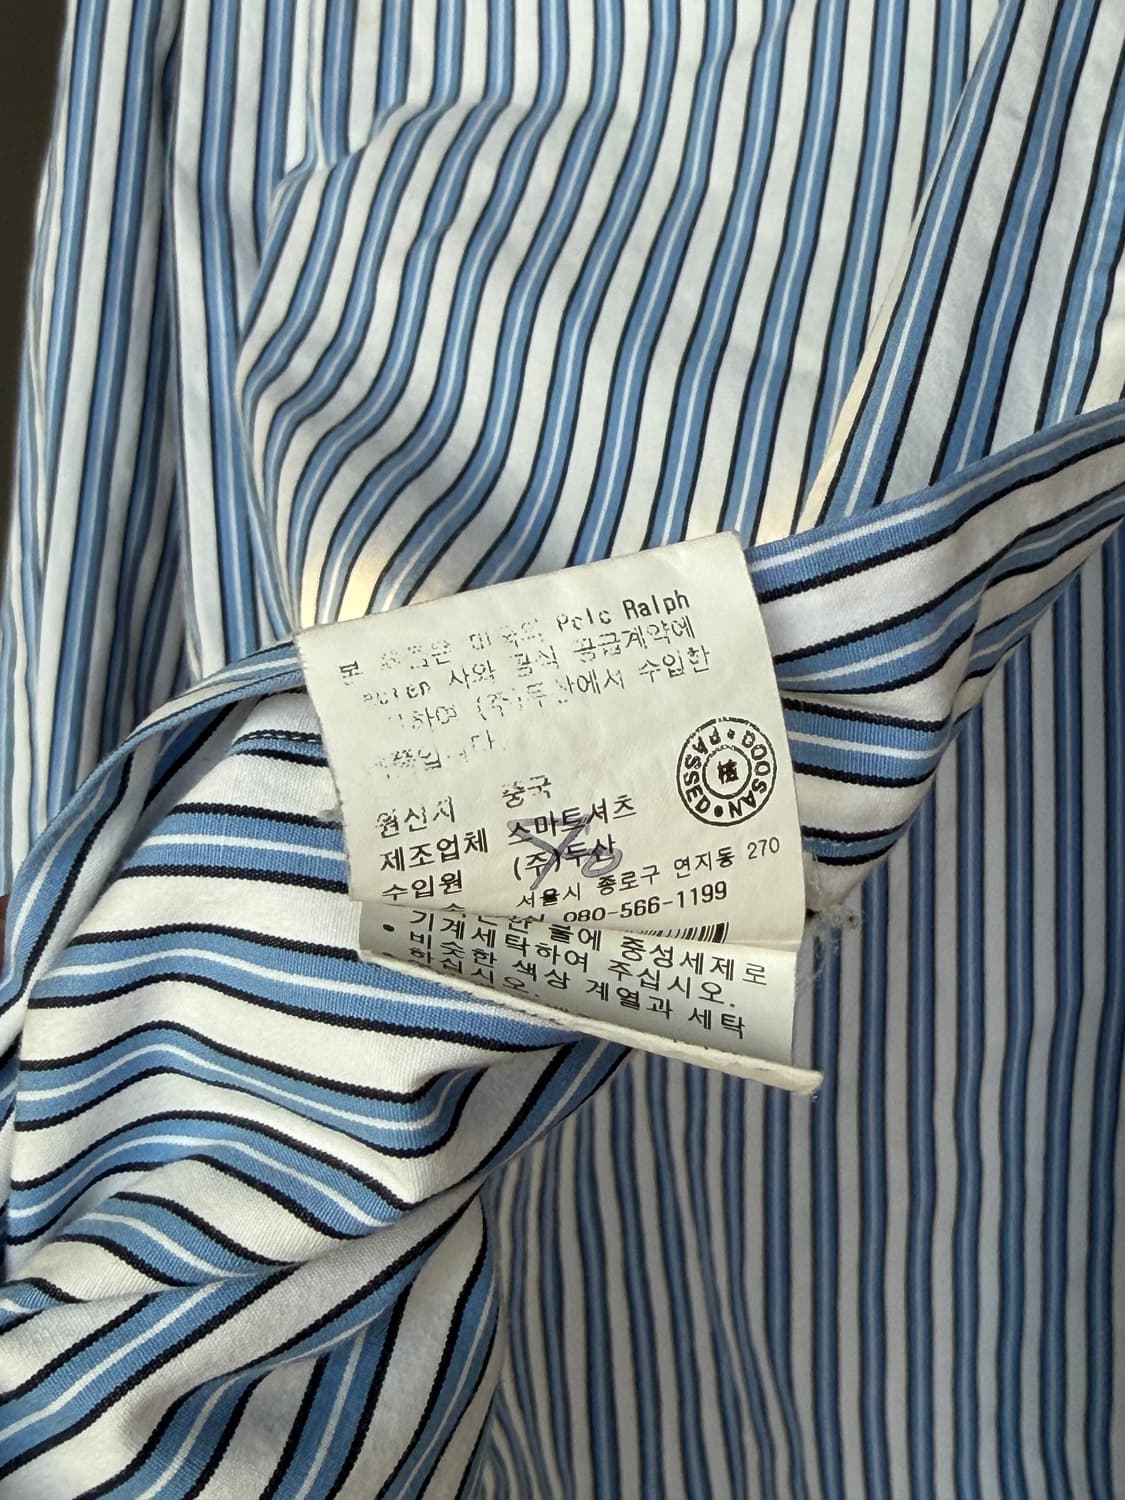 본 Polo Ralph
Lauren 사와 공급계약에
(주)두산에서 수입한
원산지 중국
제조업체 스마트셔츠
수입원 (주)두산
서울시 종로구 연지동 270
080-566-1199
DOOSAN PASSED
물에 중성세제로
기계세탁하여 주십시오.
• 비슷한 색상 계열과 세탁
하십시오.